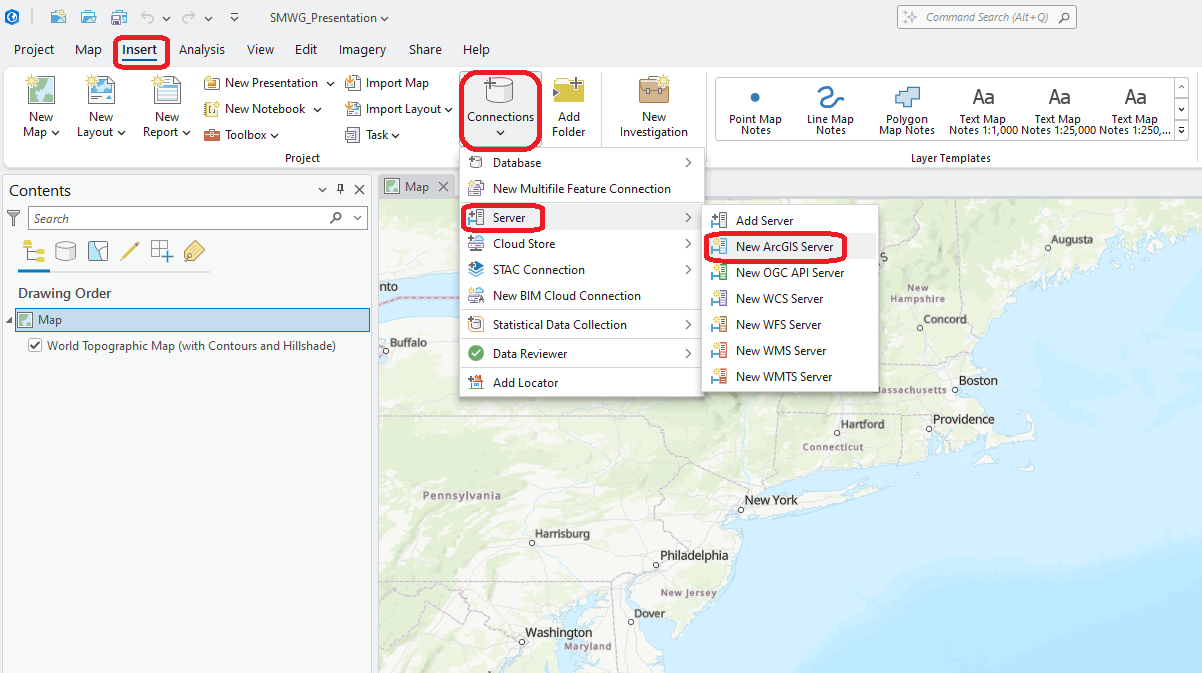 SMWG_Presentation
Command Search (Alt+Q)
Project Map Insert Analysis View Edit Imagery Share Help
New Map
New Layout
New Report
New Presentation
New Notebook
Toolbox
Import Map
Import Layout
Task
Project
Connections
Add Folder
New Investigation
Point Map Notes
Line Map Notes
Polygon Map Notes
Aa
Text Map Notes 1:1,000
Aa
Text Map Notes 1:25,000
Aa
Text Map Notes 1:250,...
Layer Templates
Database
New Multifile Feature Connection
Server
Cloud Store
STAC Connection
New BIM Cloud Connection
Statistical Data Collection
Data Reviewer
Add Locator
Add Server
New ArcGIS Server
New OGC API Server
New WCS Server
New WFS Server
New WMS Server
New WMTS Server
Contents
Search
Drawing Order
Map
World Topographic Map (with Contours and Hillshade)
Map
Augusta
New Hampshire
Concord
nto
Buffalo
Boston
assachusetts
Providence
Hartford
Connecticut
Pennsylvania
New York
Harrisburg
Philadelphia
New Jersey
Dover
Washington
Maryland